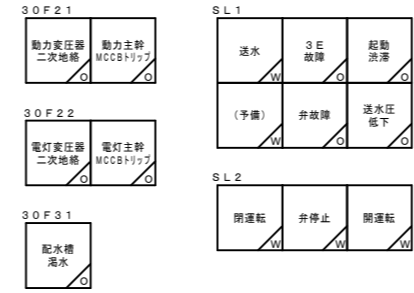 ３０Ｆ２１
動力変圧器 動力主幹
二次地絡 MCCBトリップ
O O
３０Ｆ２２
電灯変圧器 電灯主幹
二次地絡 MCCBトリップ
O O
３０Ｆ３１
配水槽
渇水
O
ＳＬ１
送水 ３Ｅ 起動
故障 渋滞
W O O
(予備) 弁故障 送水圧
低下
W O O
ＳＬ２
閉運転 弁停止 開運転
W W W